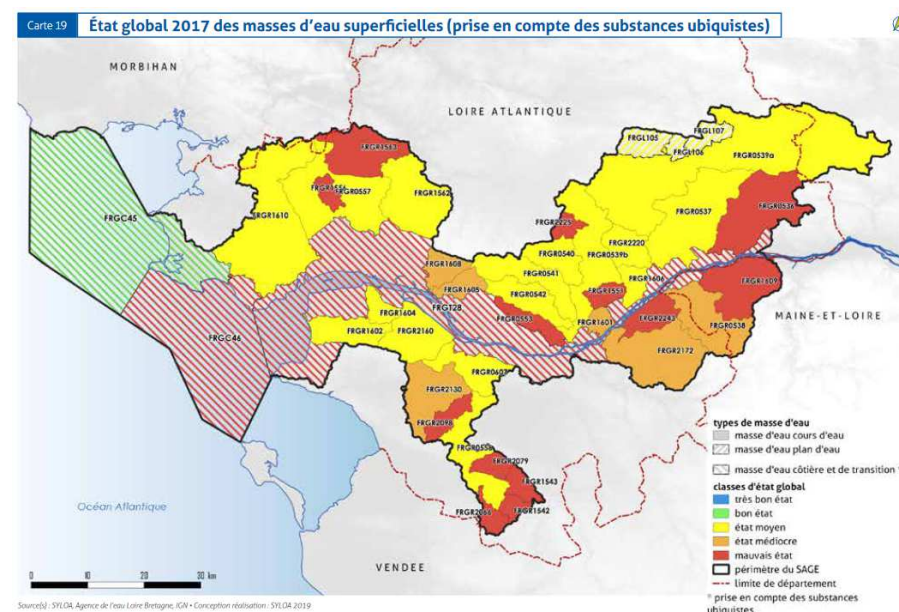 Carte 19
État global 2017 des masses d'eau superficielles (prise en compte des substances ubiquistes)
MORBIHAN
LOIRE ATLANTIQUE
FRGL107
FRGL105
FRGL106
FRGR0539a
FRGR1563
FRGR0557
FRGR1562
FRGR1610
FRGR0536
FRGR0537
FRGC45
FRGR2225
FRGR2220
FRGR0540
FRGR0539b
FRGR1608
FRGR0541
FRGR1606
FRGR1609
FRGR1605
FRGR1551
FRGR0542
FRGT28
FRGR1604
FRGR0553
FRGR1601
FRGR2243
MAINE-ET-LOIRE
FRGC46
FRGR1602
FRGR2160
FRGR0538
FRGR2172
FRGR2130
FRGR2098
FRGR2079
FRGR1543
FRGR1542
Océan Atlantique
VENDEE
types de masse d'eau
masse d'eau cours d'eau
masse d'eau plan d'eau
masse d'eau côtière et de transition
classes d'état global
très bon état
bon état
état moyen
état médiocre
mauvais état
périmètre du SAGE
limite de département
* prise en compte des substances
ubiquistes
0 10 20 30 km
Source(s) : SYLOA, Agence de l'eau Loire Bretagne, IGN • Conception réalisation : SYLOA 2019